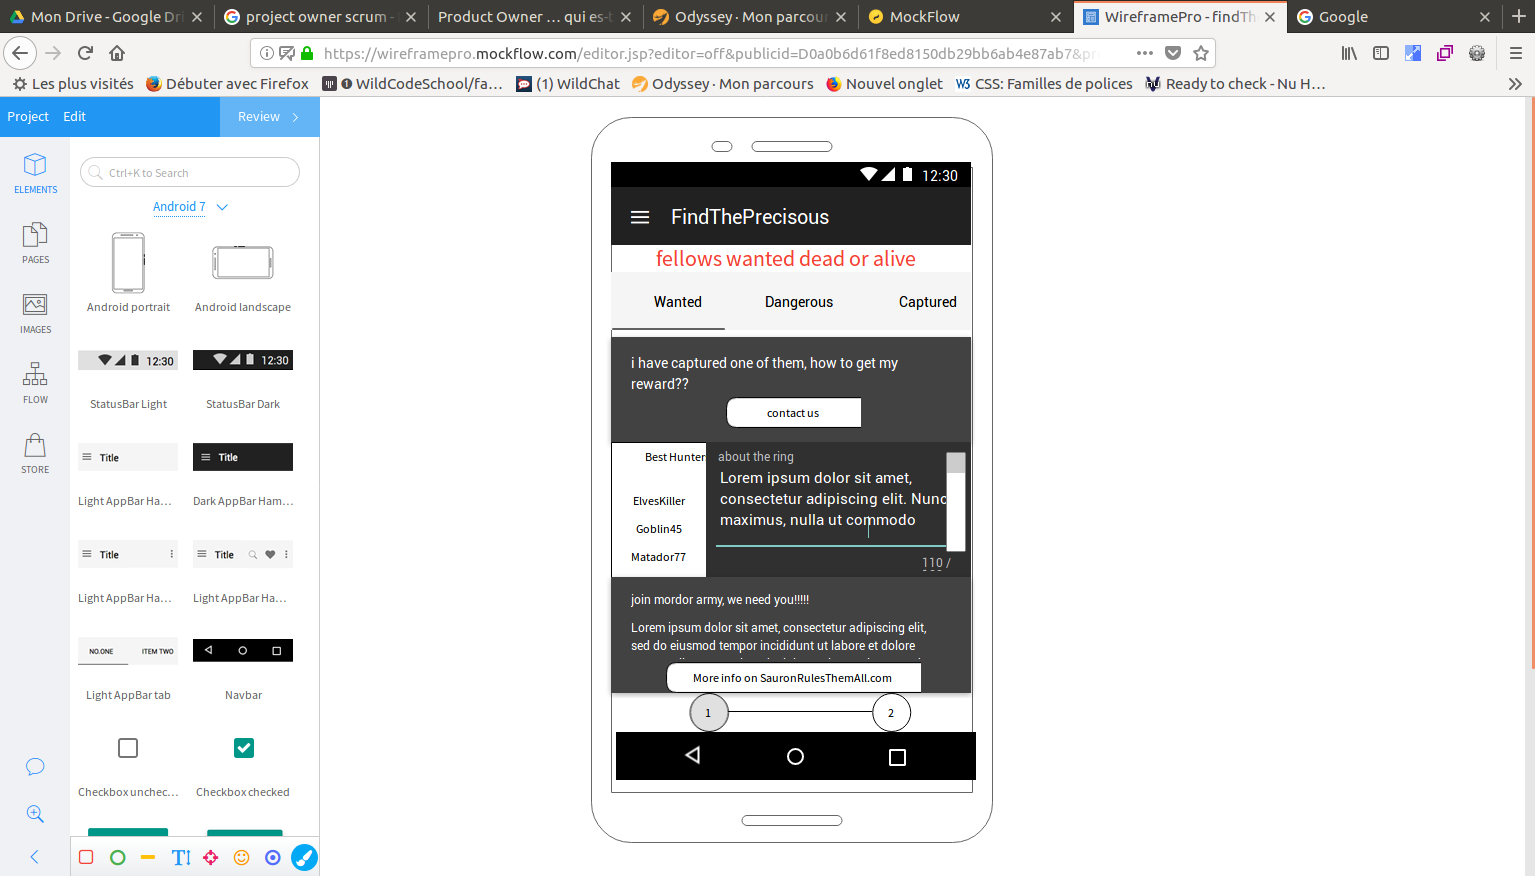 Mon Drive - Google Dri
project owner scrum -
Product Owner … qui es-t
Odyssey · Mon parcou
MockFlow
WireframePro - findTh
Google
https://wireframepro.mockflow.com/editor.jsp?editor=off&publicid=D0a0b6d61f8ed8150db29bb6ab4e87ab7&pr
Les plus visités
Débuter avec Firefox
WildCodeSchool/fa…
(1) WildChat
Odyssey · Mon parcours
Nouvel onglet
W3 CSS: Familles de polices
Ready to check - Nu H…
Project Edit Review
ELEMENTS
PAGES
IMAGES
FLOW
STORE
Ctrl+K to Search
Android 7
Android portrait
Android landscape
12:30
12:30
StatusBar Light
StatusBar Dark
Title
Title
Light AppBar Ha…
Dark AppBar Ham…
Title
Title
Light AppBar Ha…
Light AppBar Ha…
NO.ONE ITEM TWO
Light AppBar tab
Navbar
Checkbox unchec…
Checkbox checked
T
12:30
FindThePrecisous
fellows wanted dead or alive
Wanted Dangerous Captured
i have captured one of them, how to get my
reward??
contact us
Best Hunter
ElvesKiller
Goblin45
Matador77
about the ring
Lorem ipsum dolor sit amet,
consectetur adipiscing elit. Nunc
maximus, nulla ut commodo
110 /
join mordor army, we need you!!!!!
Lorem ipsum dolor sit amet, consectetur adipiscing elit,
sed do eiusmod tempor incididunt ut labore et dolore
More info on SauronRulesThemAll.com
1 2